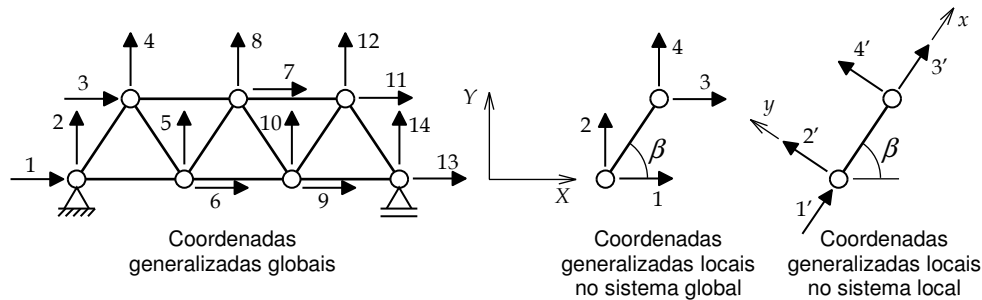 4 8 12 4 x
7 4′ 3′
3 11 Y 3
2 5 10 14 2 β y 2′ β
1 13
6 9 X 1 1′
Coordenadas
generalizadas globais
Coordenadas
generalizadas locais
no sistema global
Coordenadas
generalizadas locais
no sistema local